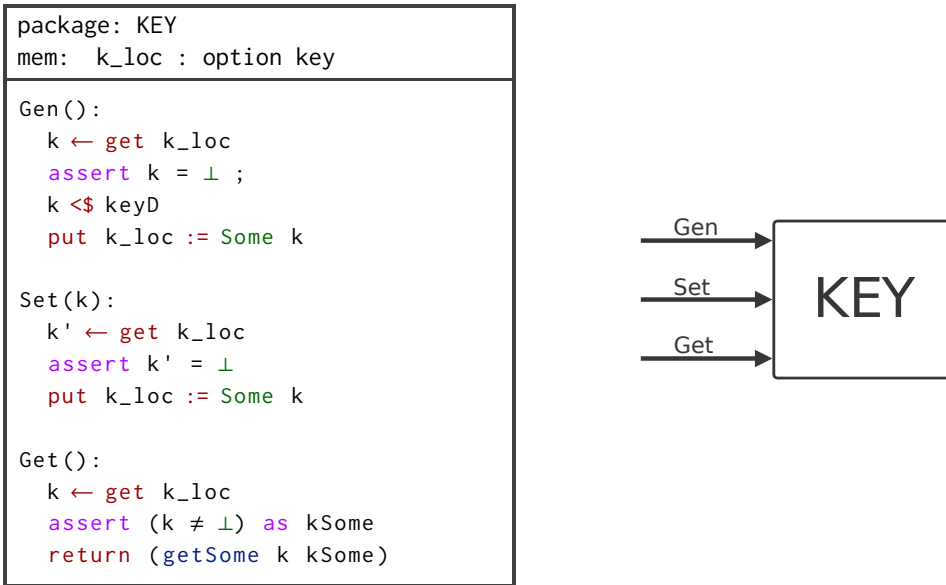 package: KEY
mem:  k_loc : option key
Gen():
  k ← get k_loc
  assert k = ⊥ ;
  k <$ keyD
  put k_loc := Some k
Set(k):
  k' ← get k_loc
  assert k' = ⊥
  put k_loc := Some k
Get():
  k ← get k_loc
  assert (k ≠ ⊥) as kSome
  return (getSome k kSome)
Gen
Set
Get
KEY